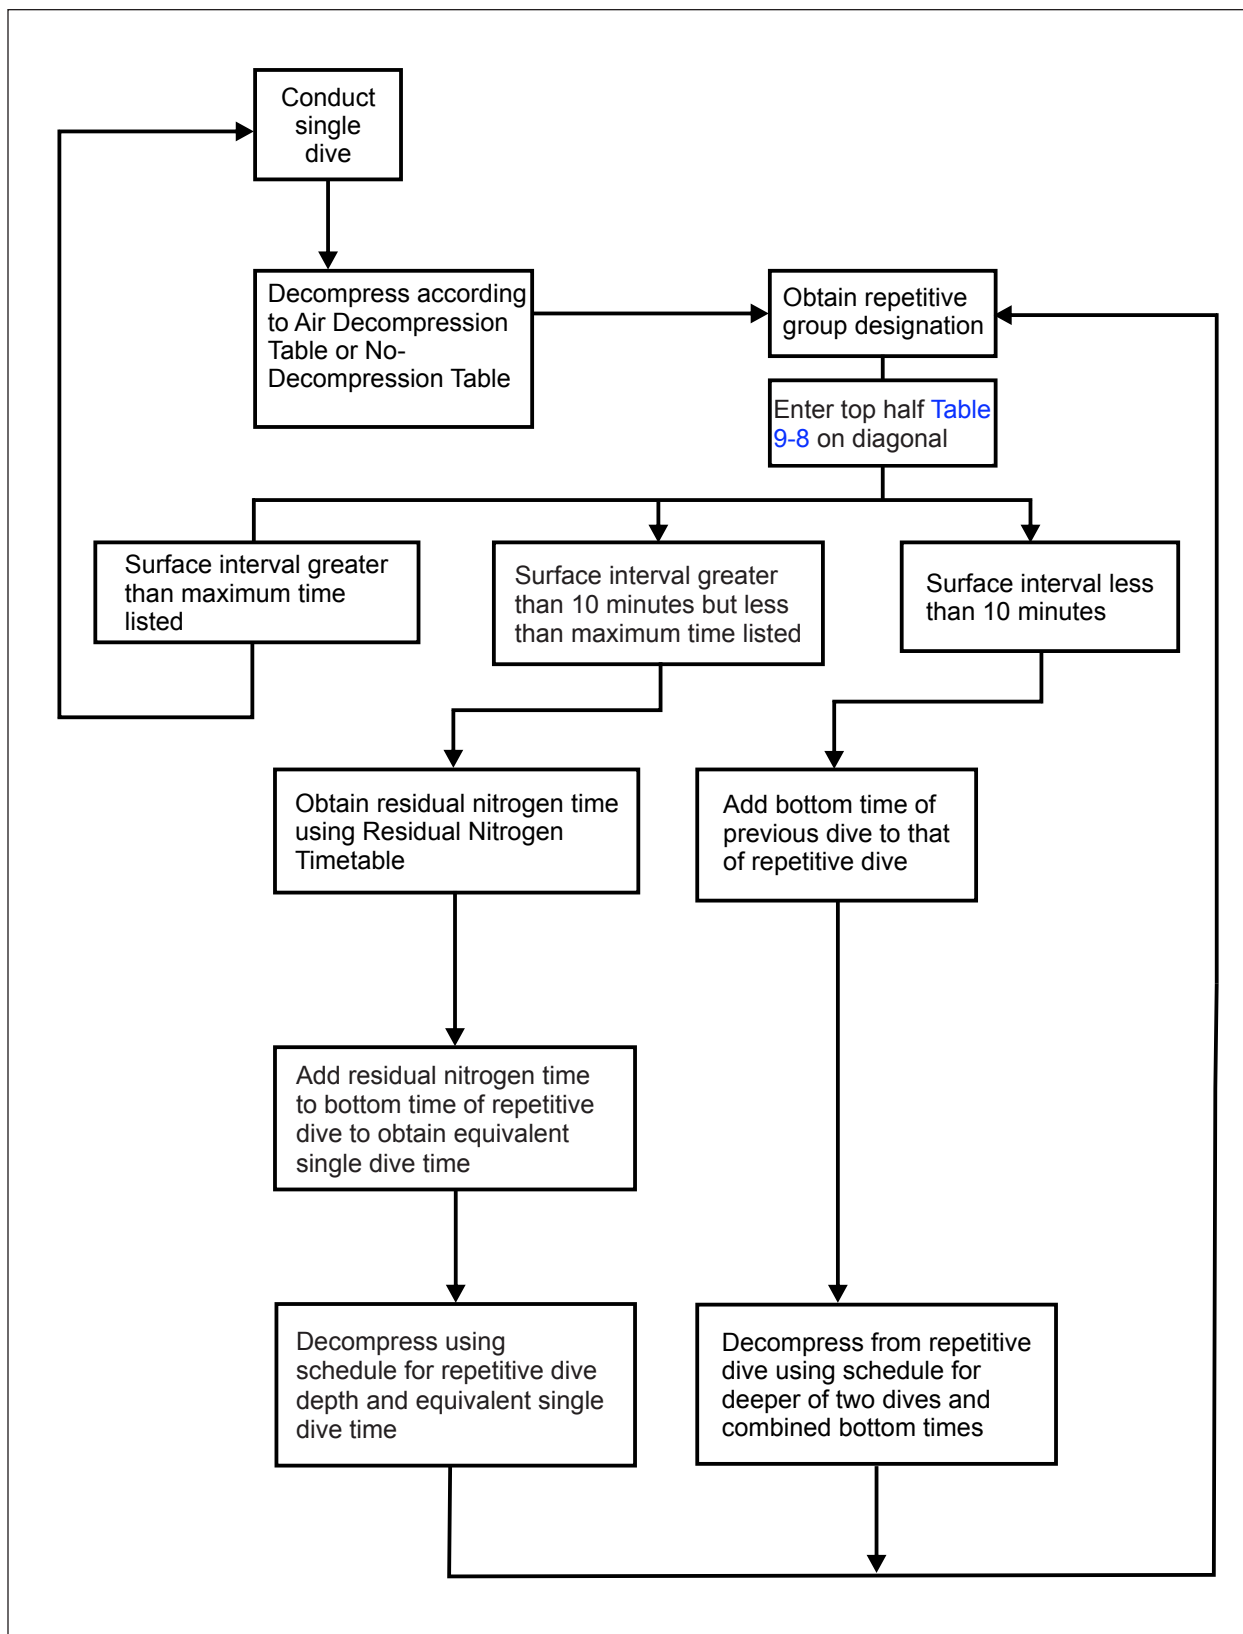 Conduct
single
dive
Decompress according
to Air Decompression
Table or No-
Decompression Table
Obtain repetitive
group designation
Enter top half Table
9-8 on diagonal
Surface interval greater
than maximum time
listed
Surface interval greater
than 10 minutes but less
than maximum time listed
Surface interval less
than 10 minutes
Obtain residual nitrogen time
using Residual Nitrogen
Timetable
Add bottom time of
previous dive to that
of repetitive dive
Add residual nitrogen time
to bottom time of repetitive
dive to obtain equivalent
single dive time
Decompress using
schedule for repetitive dive
depth and equivalent single
dive time
Decompress from repetitive
dive using schedule for
deeper of two dives and
combined bottom times